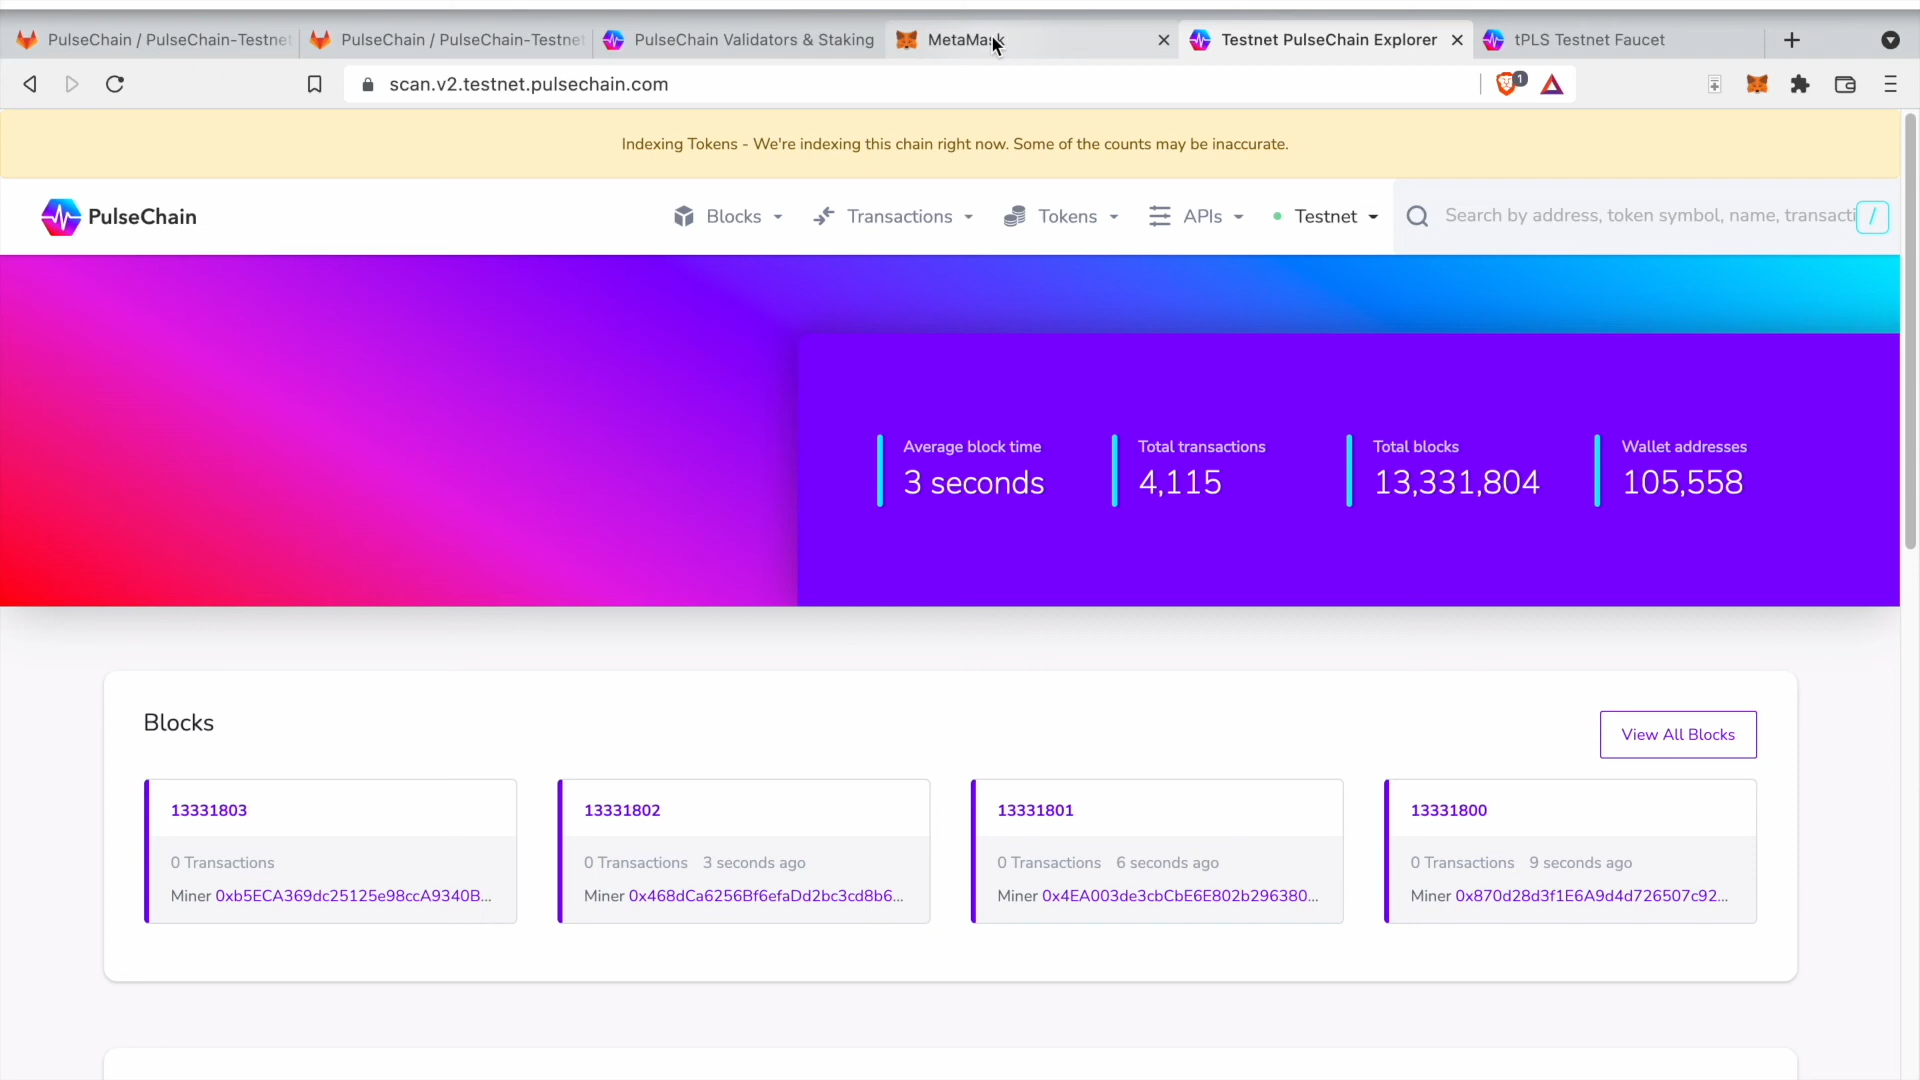 PulseChain / PulseChain-Testnet
PulseChain / PulseChain-Testnet
PulseChain Validators & Staking
MetaMask
Testnet PulseChain Explorer
tPLS Testnet Faucet
scan.v2.testnet.pulsechain.com
1
Indexing Tokens - We're indexing this chain right now. Some of the counts may be inaccurate.
PulseChain
Blocks
Transactions
Tokens
APIs
Testnet
Search by address, token symbol, name, transacti
/
Average block time
3 seconds
Total transactions
4,115
Total blocks
13,331,804
Wallet addresses
105,558
Blocks
View All Blocks
13331803
0 Transactions
Miner 0xb5ECA369dc25125e98ccA9340B...
13331802
0 Transactions 3 seconds ago
Miner 0x468dCa6256Bf6efaDd2bc3cd8b6...
13331801
0 Transactions 6 seconds ago
Miner 0x4EA003de3cbCbE6E802b296380...
13331800
0 Transactions 9 seconds ago
Miner 0x870d28d3f1E6A9d4d726507c92...